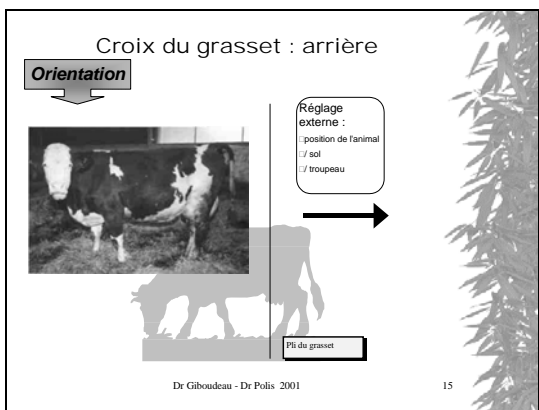 Croix du grasset : arrière
Orientation
Réglage
externe :
position de l'animal
/ sol
/ troupeau
Pli du grasset
Dr Giboudeau - Dr Polis 2001
15